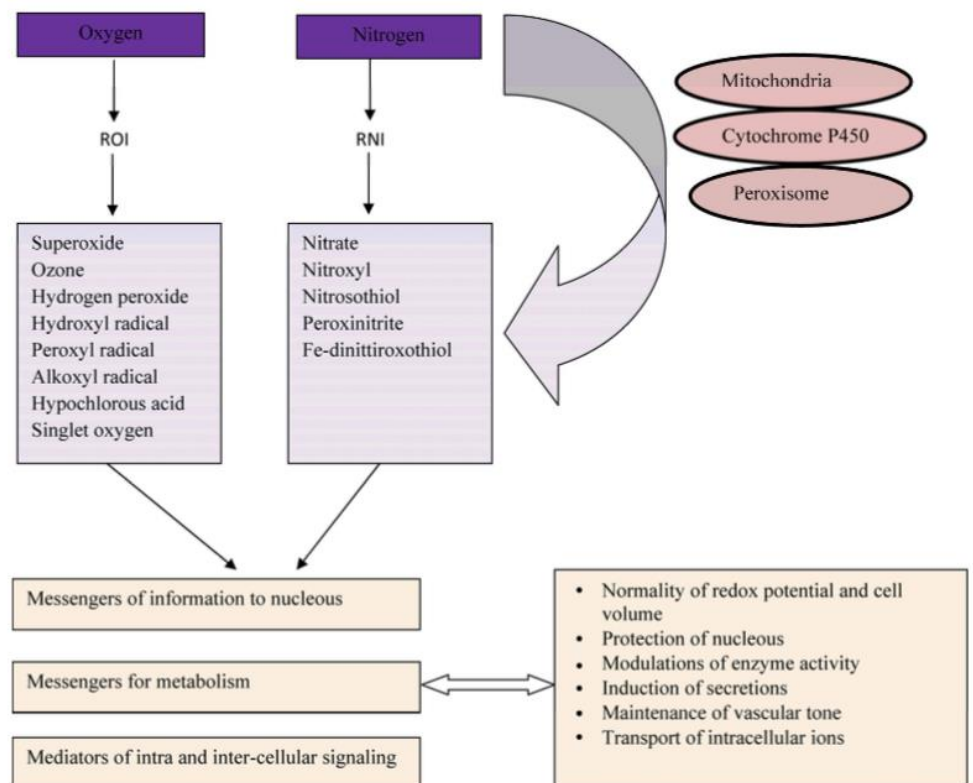 Oxygen
Nitrogen
Mitochondria
Cytochrome P450
Peroxisome
ROI
RNI
Superoxide
Ozone
Hydrogen peroxide
Hydroxyl radical
Peroxyl radical
Alkoxyl radical
Hypochlorous acid
Singlet oxygen
Nitrate
Nitroxyl
Nitrosothiol
Peroxinitrite
Fe-dinittiroxothiol
Messengers of information to nucleous
Messengers for metabolism
Mediators of intra and inter-cellular signaling
• Normality of redox potential and cell
volume
• Protection of nucleous
• Modulations of enzyme activity
• Induction of secretions
• Maintenance of vascular tone
• Transport of intracellular ions